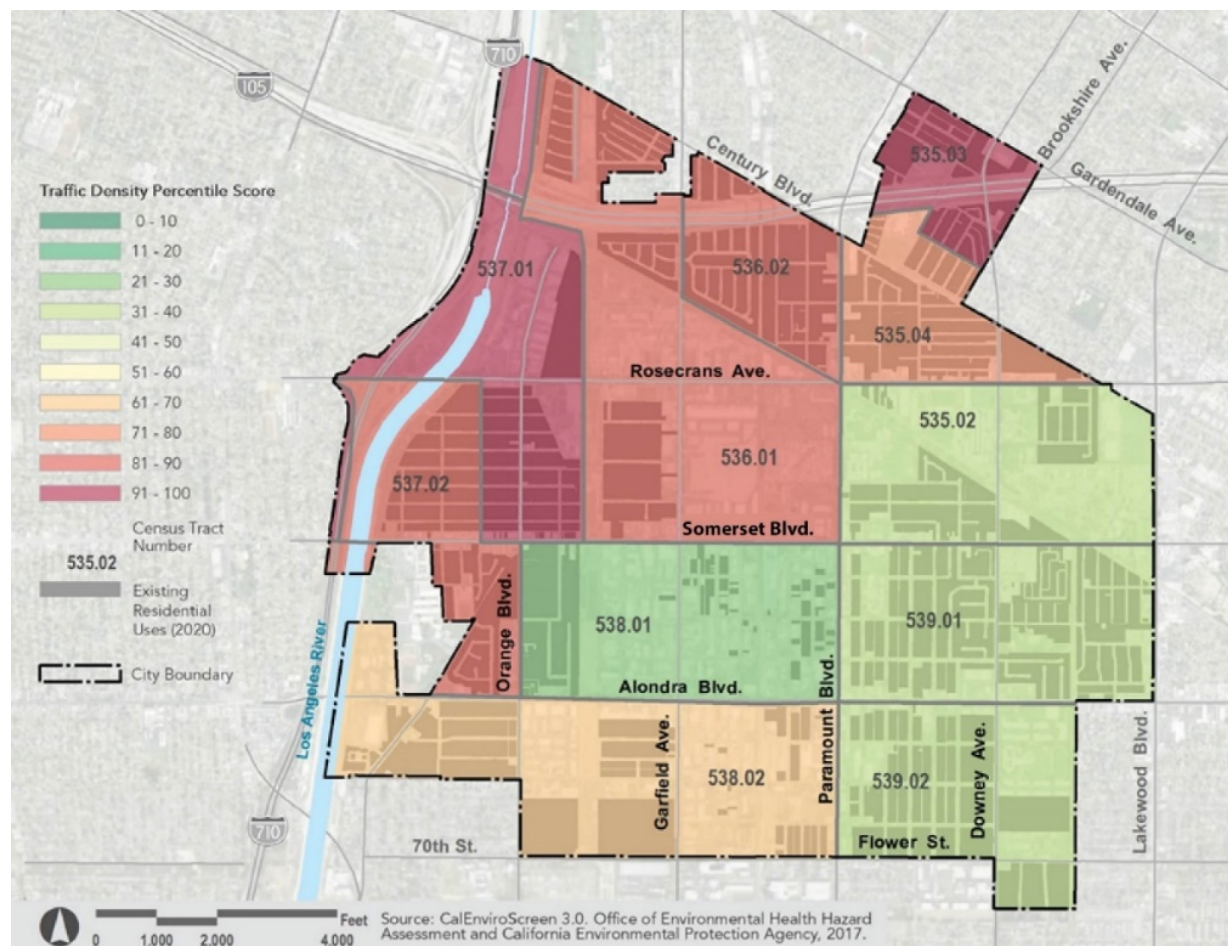 710
105
Century Blvd.
Brookshire Ave.
535.03
Gardendale Ave.
Traffic Density Percentile Score
0 - 10
11 - 20
21 - 30
31 - 40
41 - 50
51 - 60
61 - 70
71 - 80
81 - 90
91 - 100
Census Tract
Number
535.02
Existing
Residential
Uses (2020)
City Boundary
537.01
536.02
535.04
Rosecrans Ave.
535.02
536.01
537.02
Somerset Blvd.
Orange Blvd.
538.01
539.01
Alondra Blvd.
Paramount Blvd.
Los Angeles River
Garfield Ave.
538.02
539.02
Downey Ave.
Lakewood Blvd.
710
70th St.
Flower St.
0 1,000 2,000 4,000 Feet
Source: CalEnviroScreen 3.0. Office of Environmental Health Hazard
Assessment and California Environmental Protection Agency, 2017.